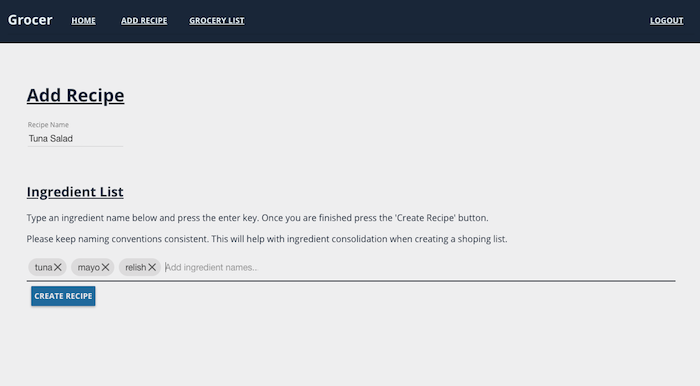 Grocer HOME ADD RECIPE GROCERY LIST LOGOUT
Add Recipe
Recipe Name
Tuna Salad
Ingredient List
Type an ingredient name below and press the enter key. Once you are finished press the 'Create Recipe' button.
Please keep naming conventions consistent. This will help with ingredient consolidation when creating a shoping list.
tuna mayo relish Add ingredient names..
CREATE RECIPE